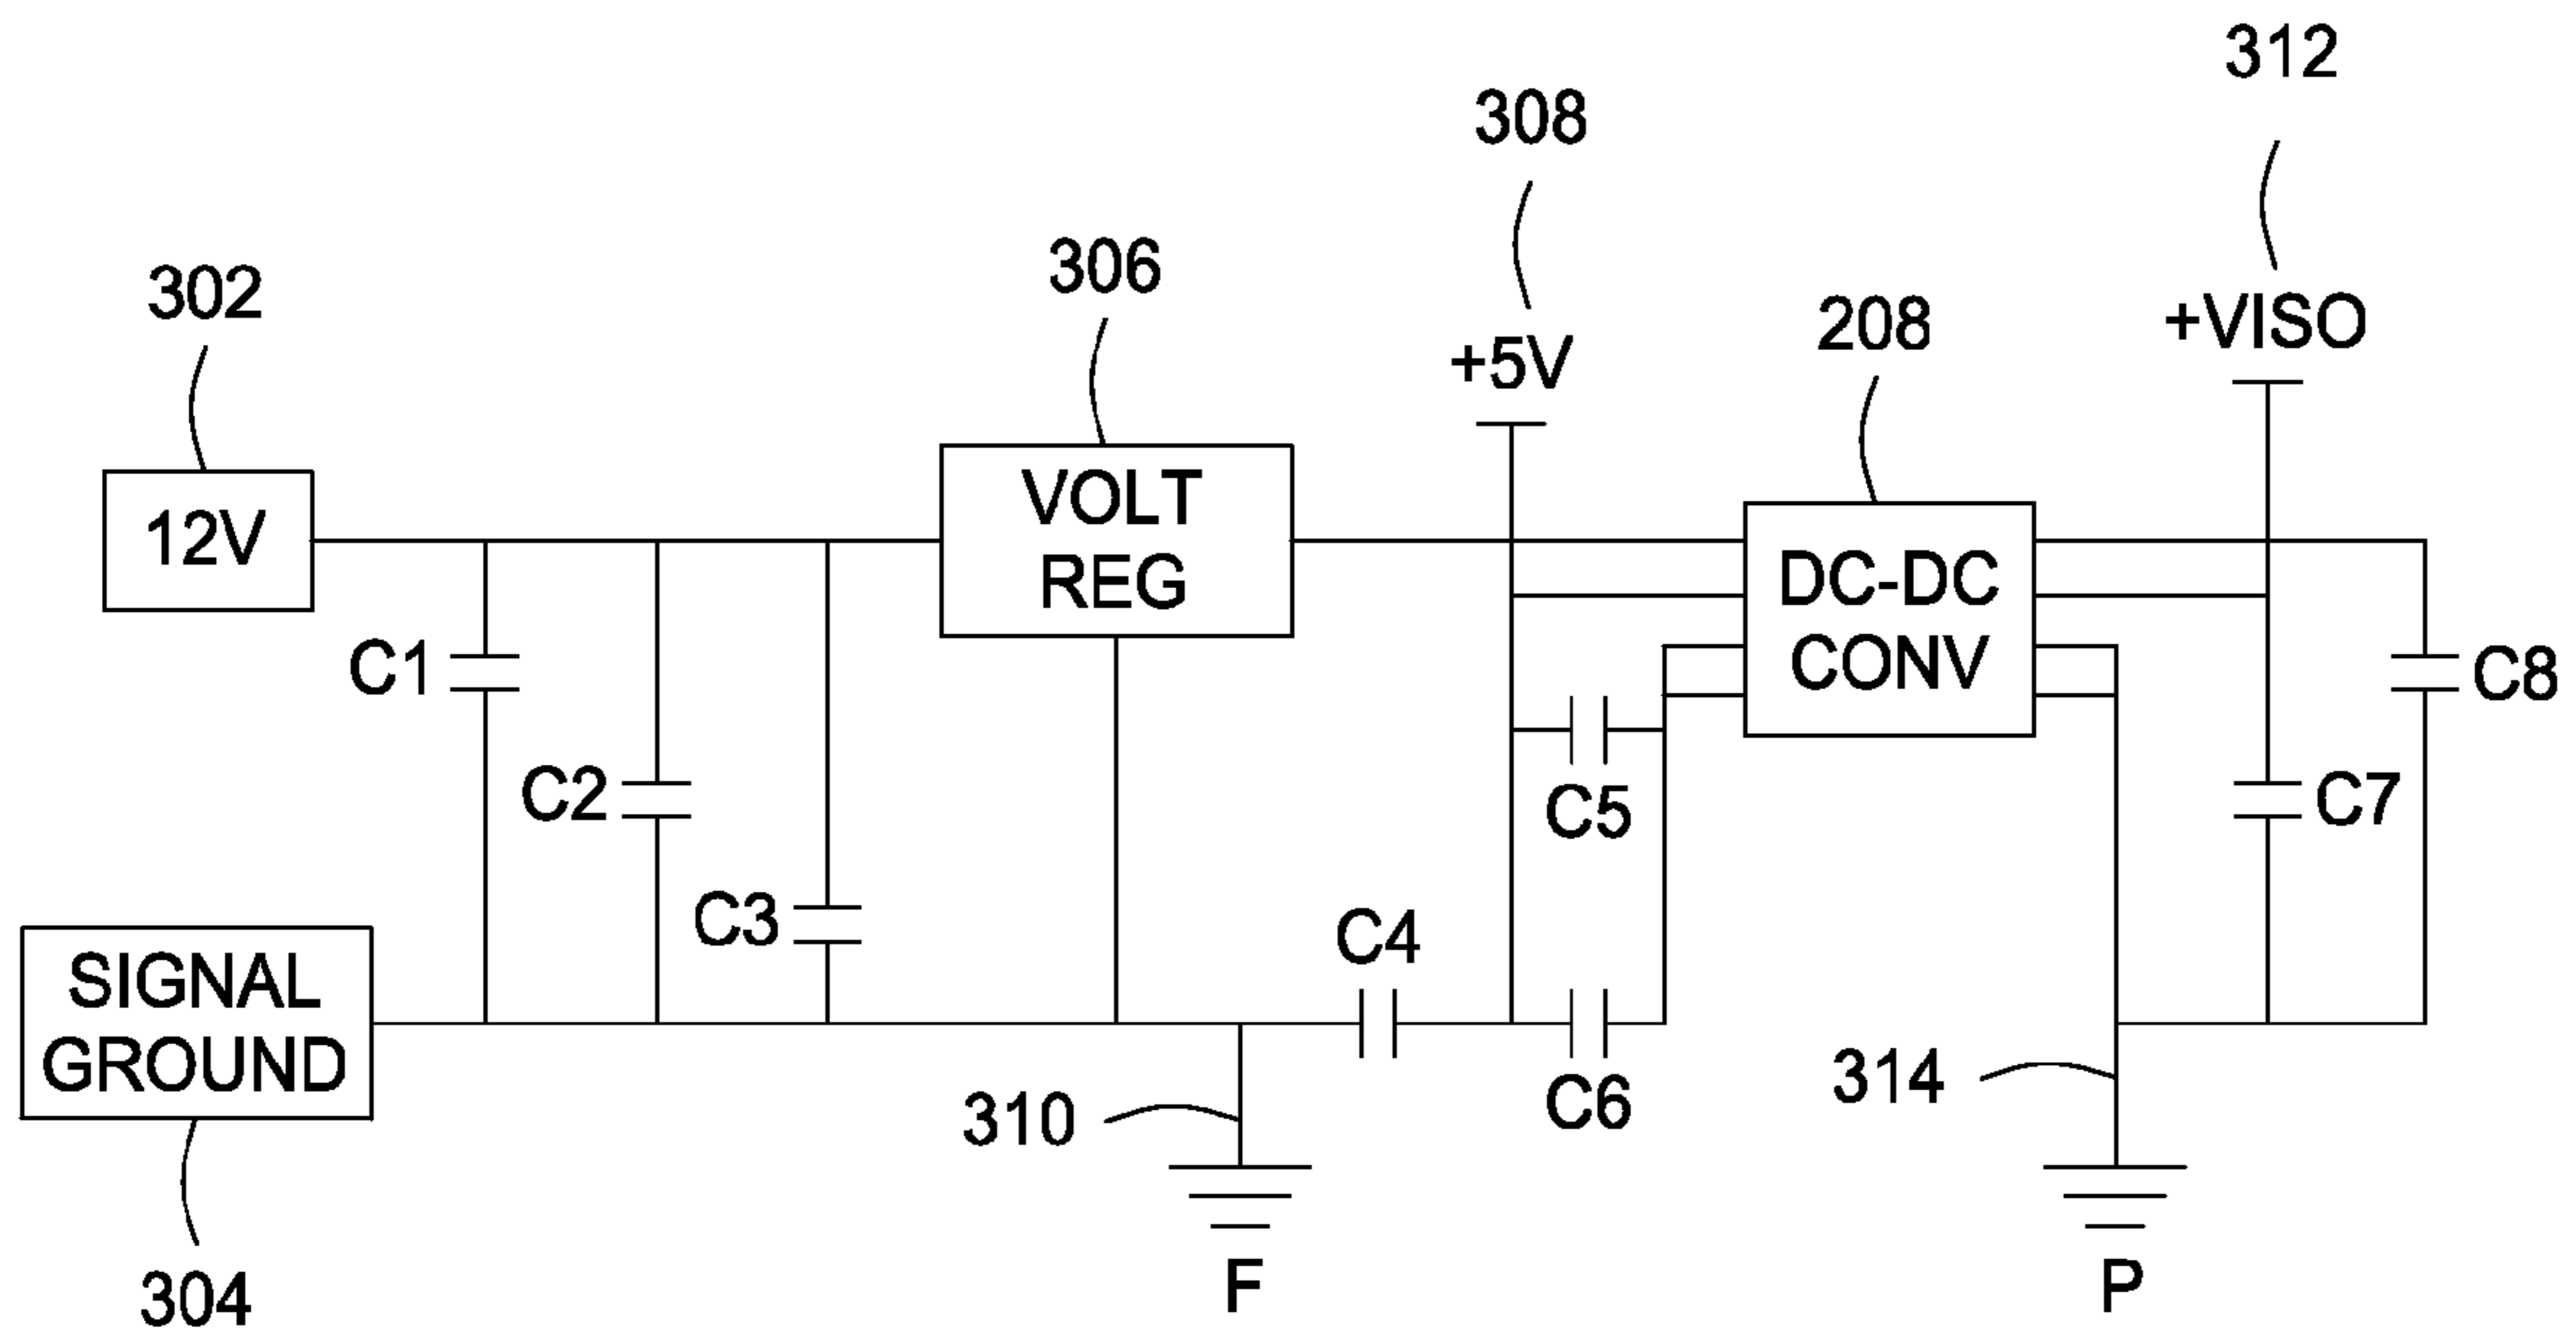 312
308
306
302
208
+VISO
+5V
12V
VOLT
REG
DC-DC
CONV
C1
C8
C2
C5
C7
C3
C4
SIGNAL
GROUND
310
C6
314
304
F
P